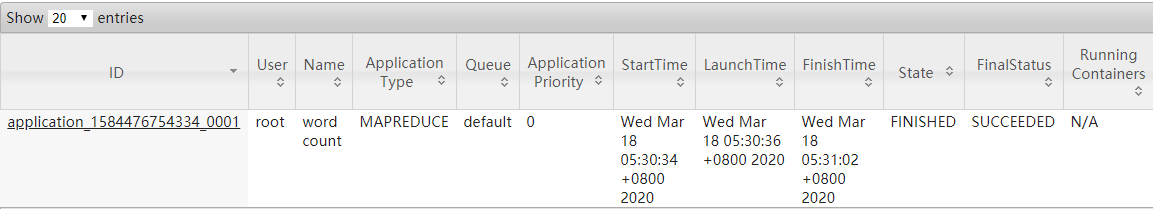 Show 20 entries
ID
User
Name
Application
Type
Queue
Application
Priority
StartTime
LaunchTime
FinishTime
State
FinalStatus
Running
Containers
application_1584476754334_0001
root
word
count
MAPREDUCE
default
0
Wed Mar
18
05:30:34
+0800
2020
Wed Mar
18 05:30:36
+0800 2020
Wed Mar
18
05:31:02
+0800
2020
FINISHED
SUCCEEDED
N/A